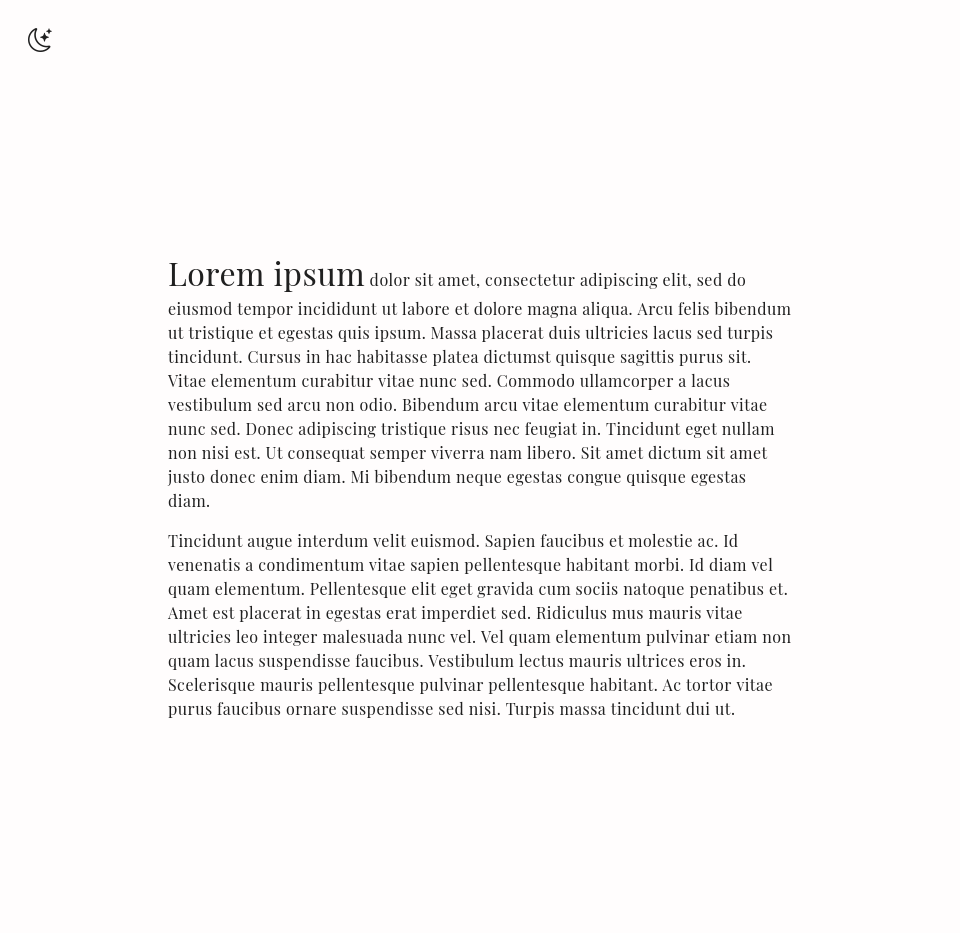 Lorem ipsum dolor sit amet, consectetur adipiscing elit, sed do
eiusmod tempor incididunt ut labore et dolore magna aliqua. Arcu felis bibendum
ut tristique et egestas quis ipsum. Massa placerat duis ultricies lacus sed turpis
tincidunt. Cursus in hac habitasse platea dictumst quisque sagittis purus sit.
Vitae elementum curabitur vitae nunc sed. Commodo ullamcorper a lacus
vestibulum sed arcu non odio. Bibendum arcu vitae elementum curabitur vitae
nunc sed. Donec adipiscing tristique risus nec feugiat in. Tincidunt eget nullam
non nisi est. Ut consequat semper viverra nam libero. Sit amet dictum sit amet
justo donec enim diam. Mi bibendum neque egestas congue quisque egestas
diam.
Tincidunt augue interdum velit euismod. Sapien faucibus et molestie ac. Id
venenatis a condimentum vitae sapien pellentesque habitant morbi. Id diam vel
quam elementum. Pellentesque elit eget gravida cum sociis natoque penatibus et.
Amet est placerat in egestas erat imperdiet sed. Ridiculus mus mauris vitae
ultricies leo integer malesuada nunc vel. Vel quam elementum pulvinar etiam non
quam lacus suspendisse faucibus. Vestibulum lectus mauris ultrices eros in.
Scelerisque mauris pellentesque pulvinar pellentesque habitant. Ac tortor vitae
purus faucibus ornare suspendisse sed nisi. Turpis massa tincidunt dui ut.